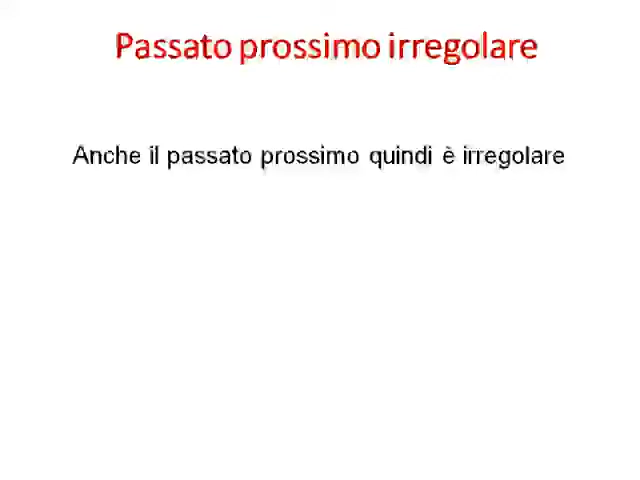 Passato prossimo irregolare
Anche il passato prossimo quindi è irregolare